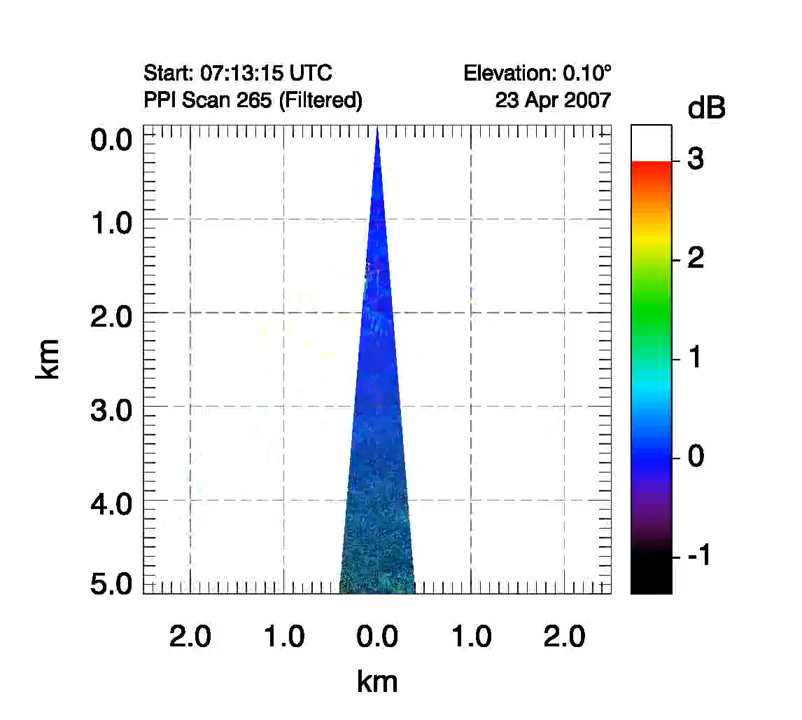 Start: 07:13:15 UTC
Elevation: 0.10°
PPI Scan 265 (Filtered)
23 Apr 2007
dB
0.0
1.0
2.0
3.0
4.0
5.0
km
2.0
1.0
0.0
1.0
2.0
km
3
2
1
0
-1